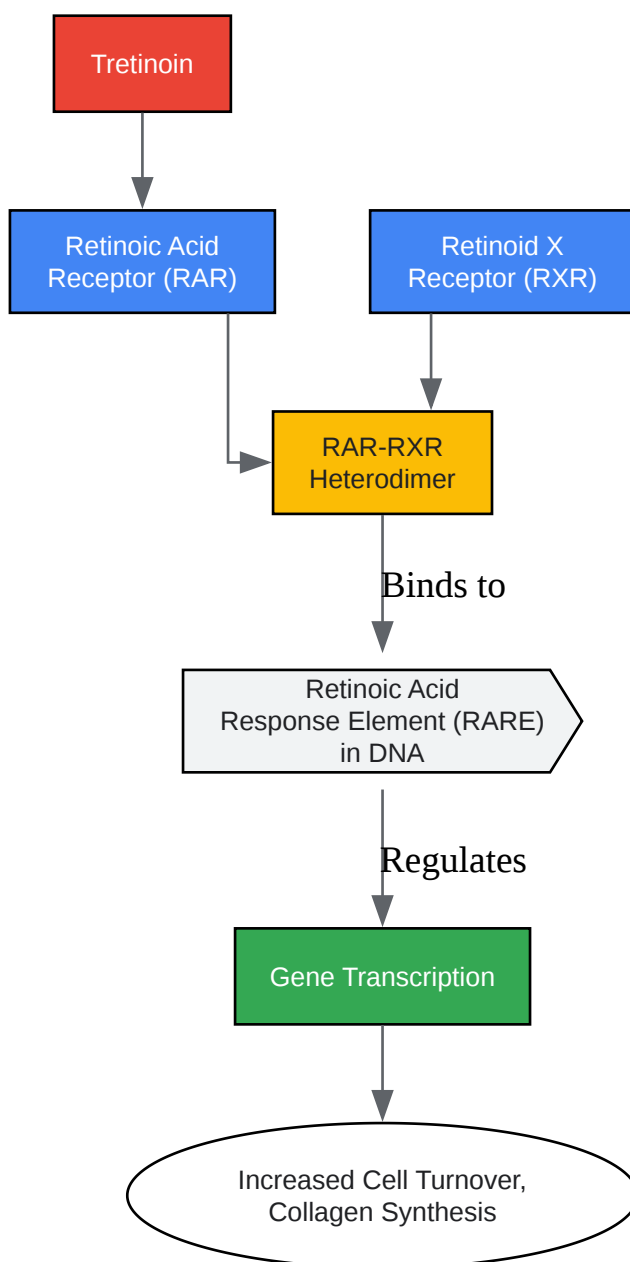 Tretinoin
Retinoic Acid
Receptor (RAR)
Retinoid X
Receptor (RXR)
RAR-RXR
Heterodimer
Binds to
Retinoic Acid
Response Element (RARE)
in DNA
Regulates
Gene Transcription
Increased Cell Turnover,
Collagen Synthesis